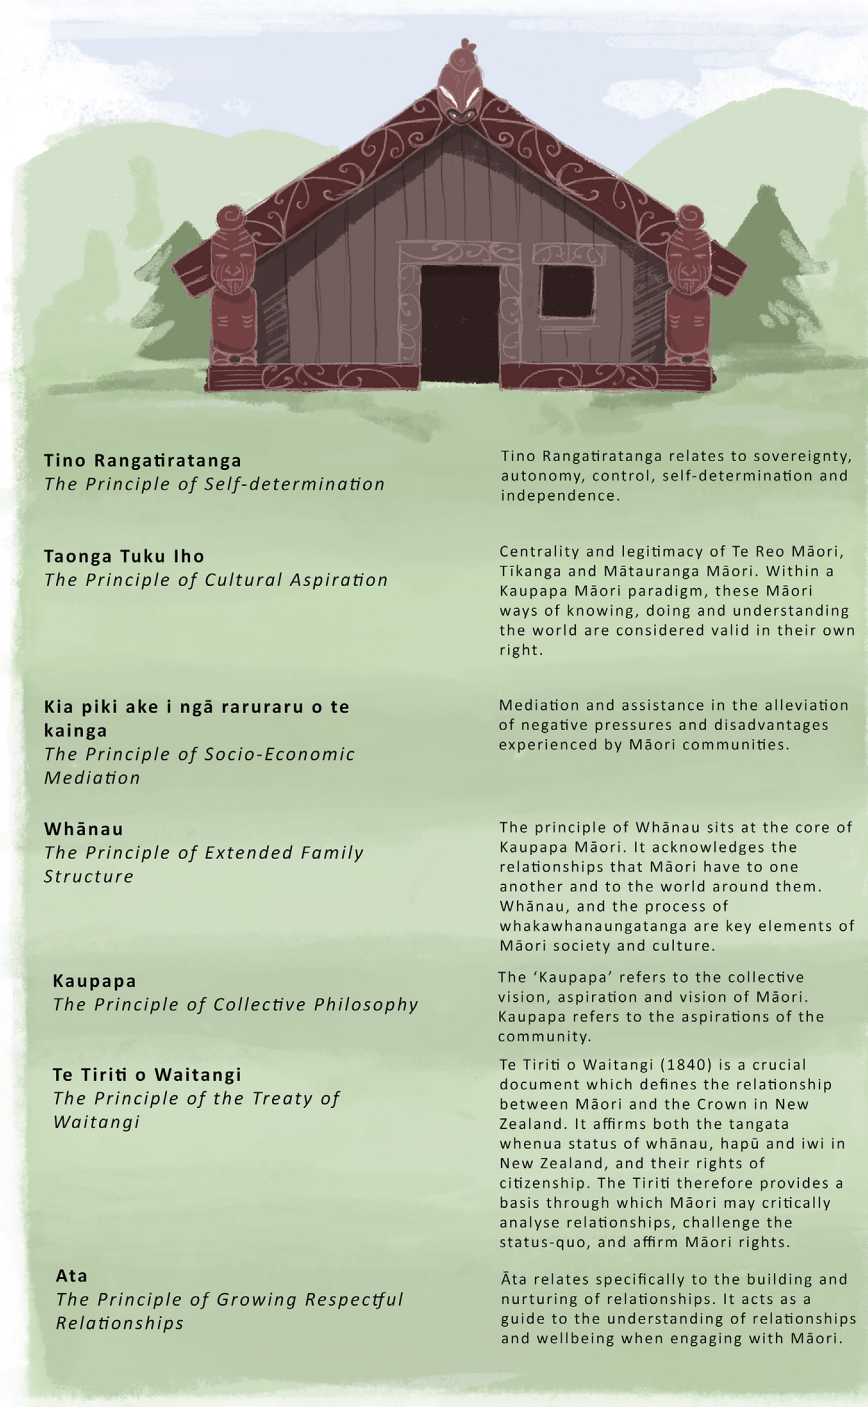 Tino Rangatiratanga
The Principle of Self-determination
Tino Rangatiratanga relates to sovereignty,
autonomy, control, self-determination and
independence.
Taonga Tuku Iho
The Principle of Cultural Aspiration
Centrality and legitimacy of Te Reo Māori,
Tīkanga and Mātauranga Māori. Within a
Kaupapa Māori paradigm, these Māori
ways of knowing, doing and understanding
the world are considered valid in their own
right.
Kia piki ake i ngā raruraru o te
kainga
The Principle of Socio-Economic
Mediation
Mediation and assistance in the alleviation
of negative pressures and disadvantages
experienced by Māori communities.
Whānau
The Principle of Extended Family
Structure
The principle of Whānau sits at the core of
Kaupapa Māori. It acknowledges the
relationships that Māori have to one
another and to the world around them.
Whānau, and the process of
whakawhanaungatanga are key elements of
Māori society and culture.
Kaupapa
The Principle of Collective Philosophy
The ‘Kaupapa’ refers to the collective
vision, aspiration and vision of Māori.
Kaupapa refers to the aspirations of the
community.
Te Tiriti o Waitangi
The Principle of the Treaty of
Waitangi
Te Tiriti o Waitangi (1840) is a crucial
document which defines the relationship
between Māori and the Crown in New
Zealand. It affirms both the tangata
whenua status of whānau, hapū and iwi in
New Zealand, and their rights of
citizenship. The Tiriti therefore provides a
basis through which Māori may critically
analyse relationships, challenge the
status-quo, and affirm Māori rights.
Ata
The Principle of Growing Respectful
Relationships
Āta relates specifically to the building and
nurturing of relationships. It acts as a
guide to the understanding of relationships
and wellbeing when engaging with Māori.